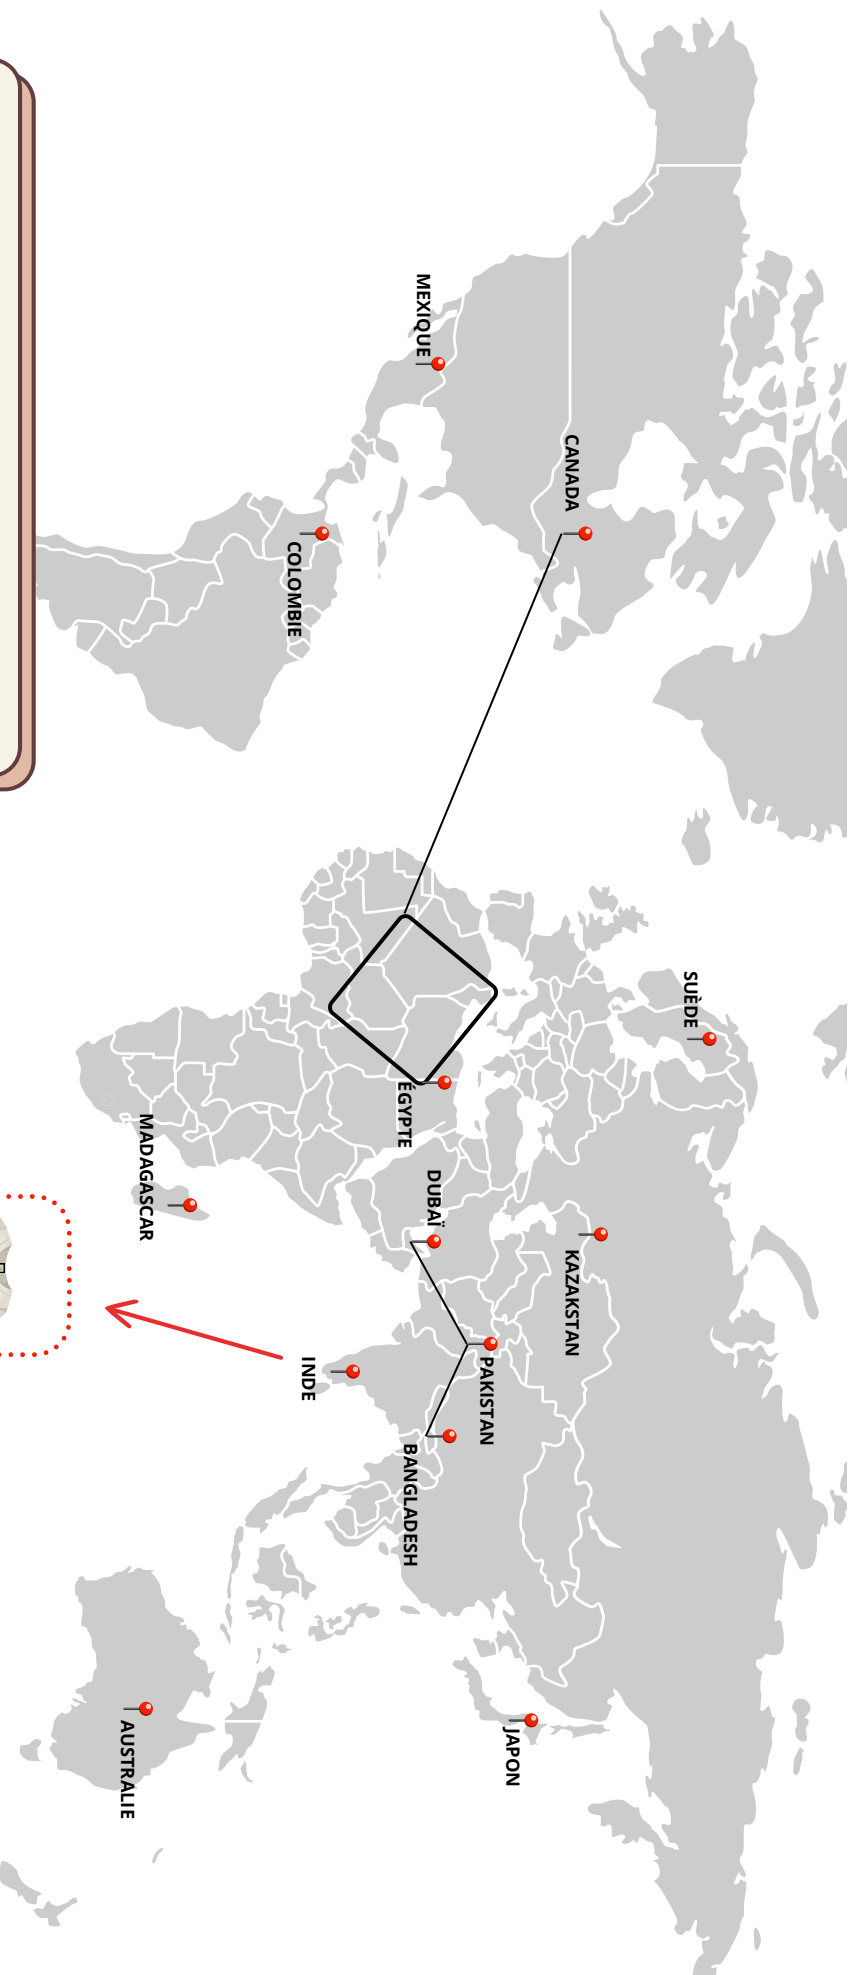 MEXIQUE
CANADA
COLOMBIE
SUÈDE
ÉGYPTE
MADAGASCAR
DUBAÏ
KAZAKSTAN
INDE
PAKISTAN
BANGLADESH
JAPON
AUSTRALIE